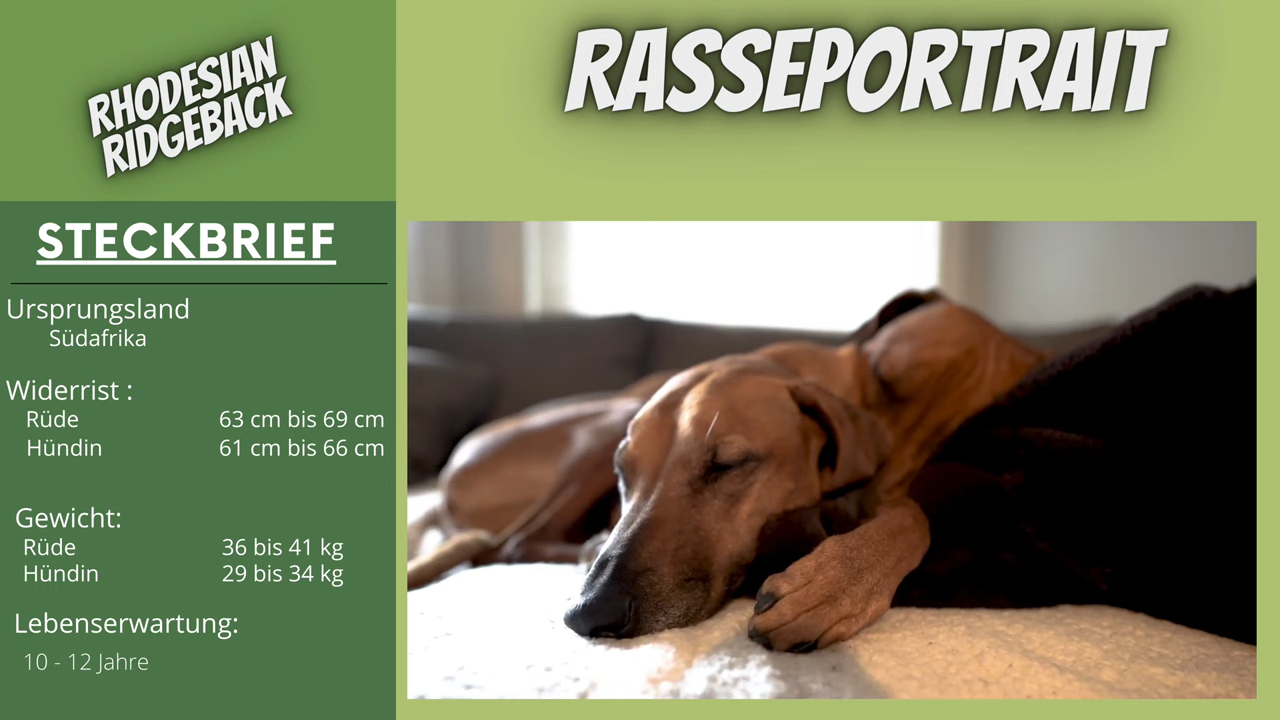 RHODESIAN
RIDGEBACK
RASSEPORTRAIT
STECKBRIEF
Ursprungsland
Südafrika
Widerrist :
Rüde 63 cm bis 69 cm
Hündin 61 cm bis 66 cm
Gewicht:
Rüde 36 bis 41 kg
Hündin 29 bis 34 kg
Lebenserwartung:
10 - 12 Jahre